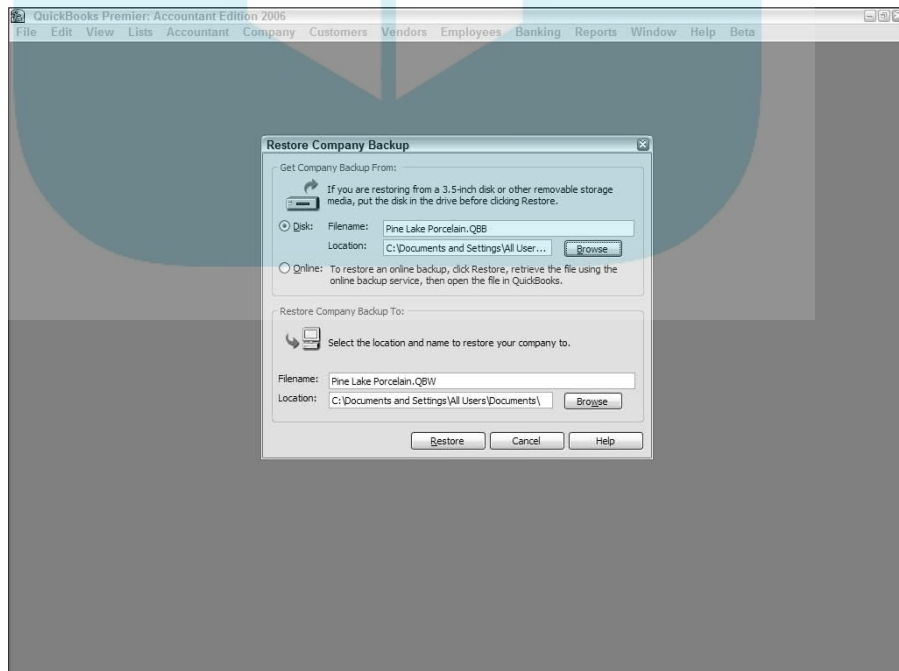 QuickBooks Premier: Accountant Edition 2006
File Edit View Lists Accountant Company Customers Vendors Employees Banking Reports Window Help Beta
Restore Company Backup
Get Company Backup From:
If you are restoring from a 3.5-inch disk or other removable storage
media, put the disk in the drive before clicking Restore.
Disk: Filename: Pine Lake Porcelain.QBB
Location: C:\Documents and Settings\All User... Browse
Online: To restore an online backup, click Restore, retrieve the file using the
online backup service, then open the file in QuickBooks.
Restore Company Backup To:
Select the location and name to restore your company to.
Filename: Pine Lake Porcelain.QBW
Location: C:\Documents and Settings\All Users\Documents\ Browse
Restore Cancel Help